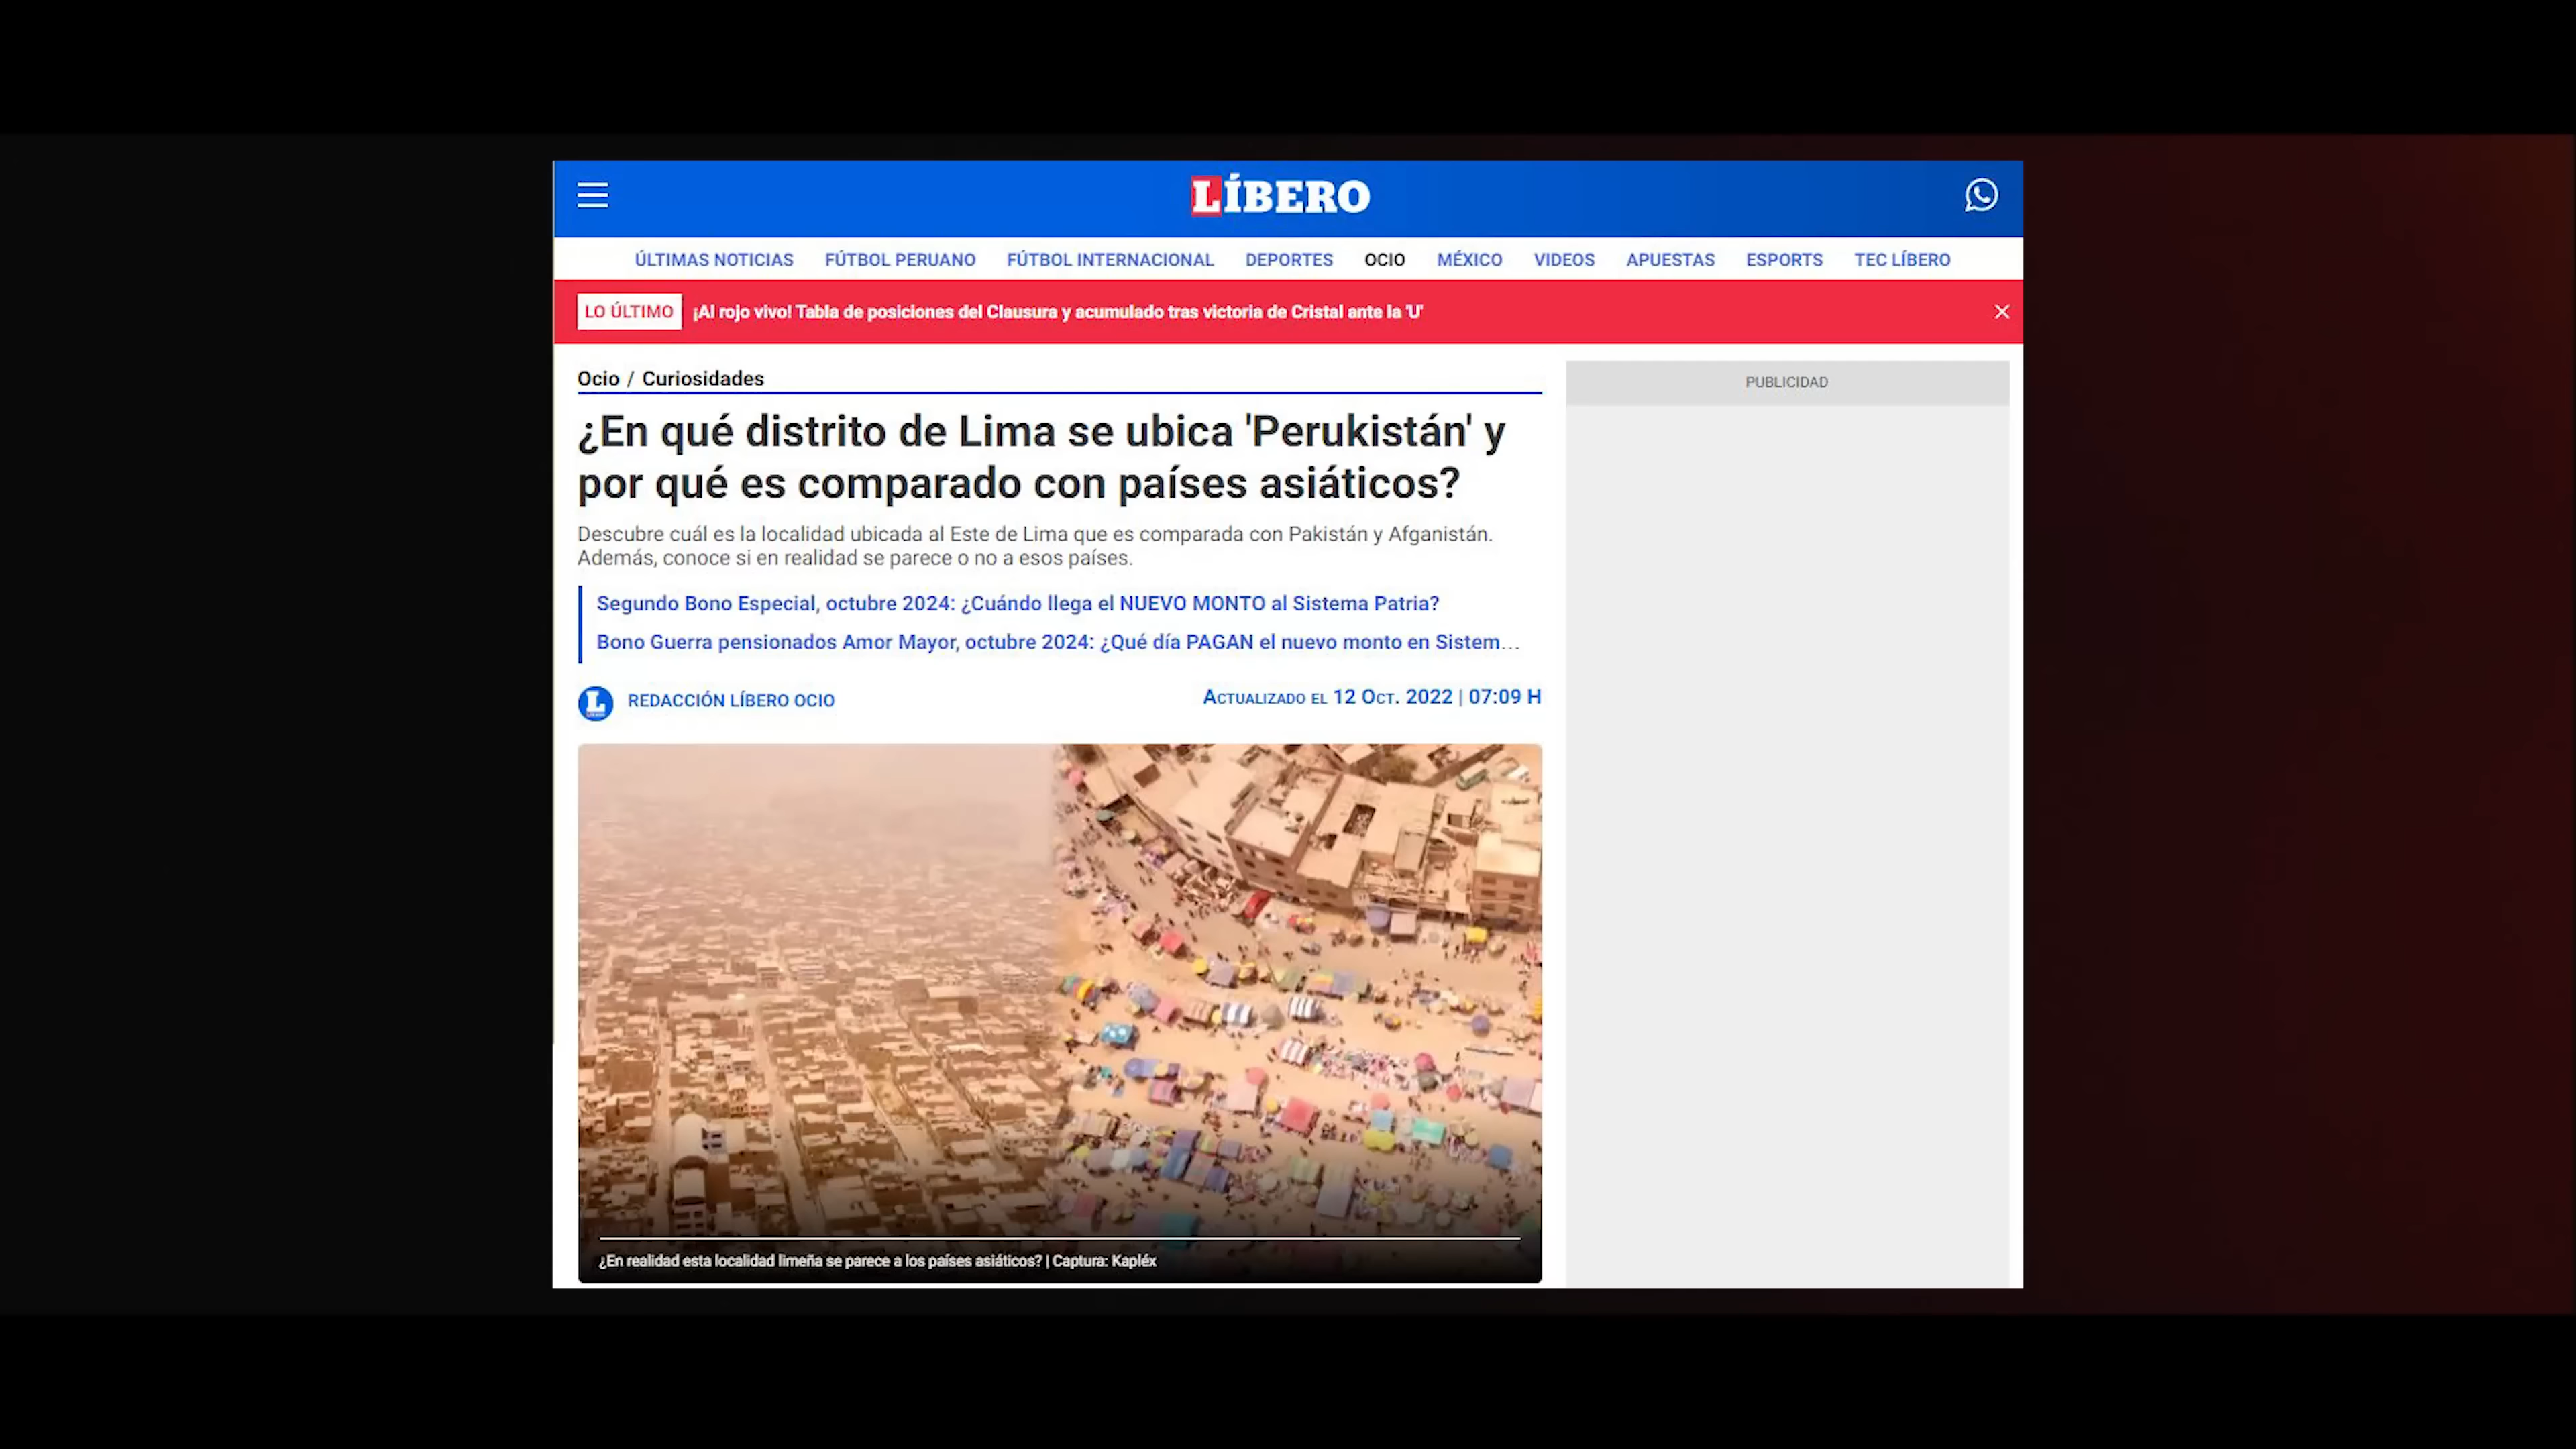 LÍBERO
ÚLTIMAS NOTICIAS FÚTBOL PERUANO FÚTBOL INTERNACIONAL DEPORTES OCIO MÉXICO VIDEOS APUESTAS ESPORTS TEC LÍBERO
LO ÚLTIMO ¡Al rojo vivo! Tabla de posiciones del Clausura y acumulado tras victoria de Cristal ante la 'U'
Ocio / Curiosidades
PUBLICIDAD
¿En qué distrito de Lima se ubica 'Perukistán' y
por qué es comparado con países asiáticos?
Descubre cuál es la localidad ubicada al Este de Lima que es comparada con Pakistán y Afganistán.
Además, conoce si en realidad se parece o no a esos países.
Segundo Bono Especial, octubre 2024: ¿Cuándo llega el NUEVO MONTO al Sistema Patria?
Bono Guerra pensionados Amor Mayor, octubre 2024: ¿Qué día PAGAN el nuevo monto en Sistem...
L REDACCIÓN LÍBERO OCIO
ACTUALIZADO EL 12 OCT. 2022 | 07:09 H
¿En realidad esta localidad limeña se parece a los países asiáticos? | Captura: Kapléx